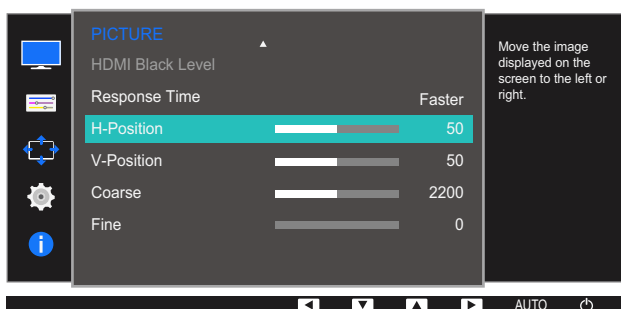 PICTURE
HDMI Black Level
Response Time Faster
H-Position 50
V-Position 50
Coarse 2200
Fine 0
Move the image
displayed on the
screen to the left or
right.
AUTO